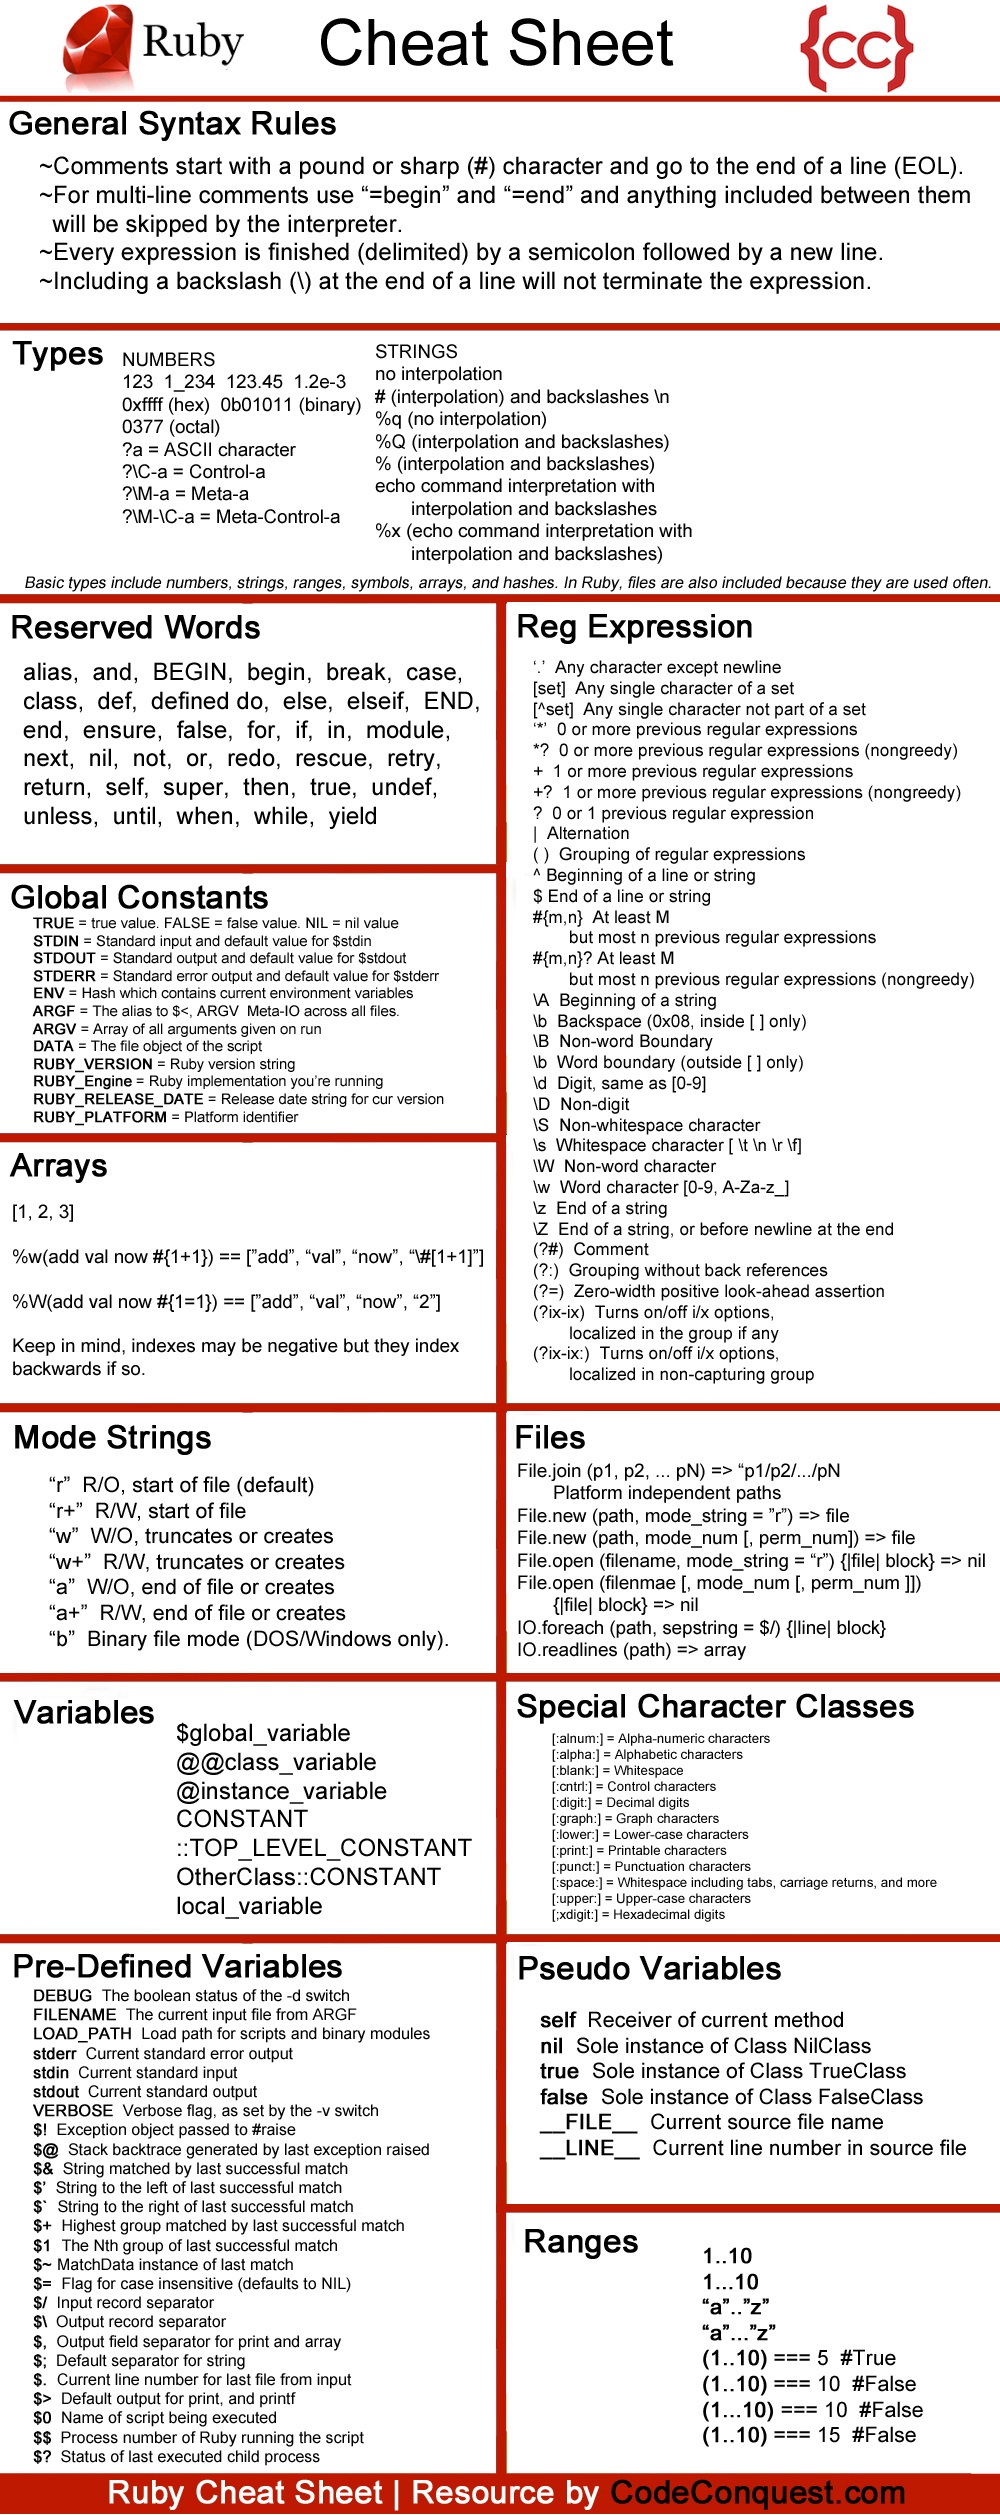 Ruby Cheat Sheet {cc}
General Syntax Rules
~Comments start with a pound or sharp (#) character and go to the end of a line (EOL).
~For multi-line comments use “=begin” and “=end” and anything included between them
will be skipped by the interpreter.
~Every expression is finished (delimited) by a semicolon followed by a new line.
~Including a backslash (\) at the end of a line will not terminate the expression.
Types
NUMBERS
123 1_234 123.45 1.2e-3
0xffff (hex) 0b01011 (binary)
0377 (octal)
?a = ASCII character
?\C-a = Control-a
?\M-a = Meta-a
?\M-\C-a = Meta-Control-a
STRINGS
no interpolation
# (interpolation) and backslashes \n
%q (no interpolation)
%Q (interpolation and backslashes)
% (interpolation and backslashes)
echo command interpretation with
interpolation and backslashes
%x (echo command interpretation with
interpolation and backslashes)
Basic types include numbers, strings, ranges, symbols, arrays, and hashes. In Ruby, files are also included because they are used often.
Reserved Words
alias, and, BEGIN, begin, break, case,
class, def, defined do, else, elseif, END,
end, ensure, false, for, if, in, module,
next, nil, not, or, redo, rescue, retry,
return, self, super, then, true, undef,
unless, until, when, while, yield
Global Constants
TRUE = true value. FALSE = false value. NIL = nil value
STDIN = Standard input and default value for $stdin
STDOUT = Standard output and default value for $stdout
STDERR = Standard error output and default value for $stderr
ENV = Hash which contains current environment variables
ARGF = The alias to $<, ARGV Meta-IO across all files.
ARGV = Array of all arguments given on run
DATA = The file object of the script
RUBY_VERSION = Ruby version string
RUBY_Engine = Ruby implementation you’re running
RUBY_RELEASE_DATE = Release date string for cur version
RUBY_PLATFORM = Platform identifier
Arrays
[1, 2, 3]
%w(add val now #{1+1}) == [”add”, “val”, “now”, “\#[1+1]”]
%W(add val now #{1=1}) == [”add”, “val”, “now”, “2”]
Keep in mind, indexes may be negative but they index
backwards if so.
Reg Expression
‘.’ Any character except newline
[set] Any single character of a set
[^set] Any single character not part of a set
‘*’ 0 or more previous regular expressions
*? 0 or more previous regular expressions (nongreedy)
+ 1 or more previous regular expressions
+? 1 or more previous regular expressions (nongreedy)
? 0 or 1 previous regular expression
| Alternation
( ) Grouping of regular expressions
^ Beginning of a line or string
$ End of a line or string
#{m,n} At least M
but most n previous regular expressions
#{m,n}? At least M
but most n previous regular expressions (nongreedy)
\A Beginning of a string
\b Backspace (0x08, inside [ ] only)
\B Non-word Boundary
\b Word boundary (outside [ ] only)
\d Digit, same as [0-9]
\D Non-digit
\S Non-whitespace character
\s Whitespace character [ \t \n \r \f]
\W Non-word character
\w Word character [0-9, A-Za-z_]
\z End of a string
\Z End of a string, or before newline at the end
(?#) Comment
(?:) Grouping without back references
(?=) Zero-width positive look-ahead assertion
(?ix-ix) Turns on/off i/x options,
localized in the group if any
(?ix-ix:) Turns on/off i/x options,
localized in non-capturing group
Mode Strings
“r” R/O, start of file (default)
“r+” R/W, start of file
“w” W/O, truncates or creates
“w+” R/W, truncates or creates
“a” W/O, end of file or creates
“a+” R/W, end of file or creates
“b” Binary file mode (DOS/Windows only).
Files
File.join (p1, p2, ... pN) => “p1/p2/.../pN
Platform independent paths
File.new (path, mode_string = ”r”) => file
File.new (path, mode_num [, perm_num]) => file
File.open (filename, mode_string = “r”) {|file| block} => nil
File.open (filenmae [, mode_num [, perm_num ]])
{|file| block} => nil
IO.foreach (path, sepstring = $/) {|line| block}
IO.readlines (path) => array
Variables
$global_variable
@@class_variable
@instance_variable
CONSTANT
::TOP_LEVEL_CONSTANT
OtherClass::CONSTANT
local_variable
Special Character Classes
[:alnum:] = Alpha-numeric characters
[:alpha:] = Alphabetic characters
[:blank:] = Whitespace
[:cntrl:] = Control characters
[:digit:] = Decimal digits
[:graph:] = Graph characters
[:lower:] = Lower-case characters
[:print:] = Printable characters
[:punct:] = Punctuation characters
[:space:] = Whitespace including tabs, carriage returns, and more
[:upper:] = Upper-case characters
[;xdigit:] = Hexadecimal digits
Pre-Defined Variables
DEBUG The boolean status of the -d switch
FILENAME The current input file from ARGF
LOAD_PATH Load path for scripts and binary modules
stderr Current standard error output
stdin Current standard input
stdout Current standard output
VERBOSE Verbose flag, as set by the -v switch
$! Exception object passed to #raise
$@ Stack backtrace generated by last exception raised
$& String matched by last successful match
$’ String to the left of last successful match
$` String to the right of last successful match
$+ Highest group matched by last successful match
$1 The Nth group of last successful match
$~ MatchData instance of last match
$= Flag for case insensitive (defaults to NIL)
$/ Input record separator
$\ Output record separator
$, Output field separator for print and array
$; Default separator for string
$. Current line number for last file from input
$> Default output for print, and printf
$0 Name of script being executed
$$ Process number of Ruby running the script
$? Status of last executed child process
Pseudo Variables
self Receiver of current method
nil Sole instance of Class NilClass
true Sole instance of Class TrueClass
false Sole instance of Class FalseClass
__FILE__ Current source file name
__LINE__ Current line number in source file
Ranges
1..10
1...10
“a”..”z”
“a”...”z”
(1..10) === 5 #True
(1..10) === 10 #False
(1...10) === 10 #False
(1..10) === 15 #False
Ruby Cheat Sheet | Resource by CodeConquest.com